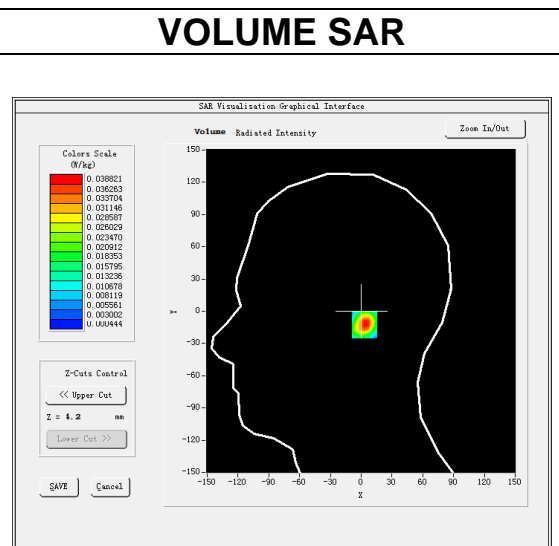 VOLUME SAR
SAR Visualisation Graphical Interface
Volume Radiated Intensity
Zoom In/Out
Colors Scale
(W/kg)
0.038821
0.036263
0.033704
0.031146
0.028587
0.026029
0.023470
0.020912
0.018353
0.015795
0.013236
0.010678
0.008119
0.005561
0.003002
0.000444
Z-Cuts Control
<< Upper Cut
Z = 4.2 mm
Lower Cut >>
SAVE Cancel
150
90
60
30
0
-30
-60
-90
-120
-150
Y
-150 -120 -90 -60 -30 0 30 60 90 120 150
X